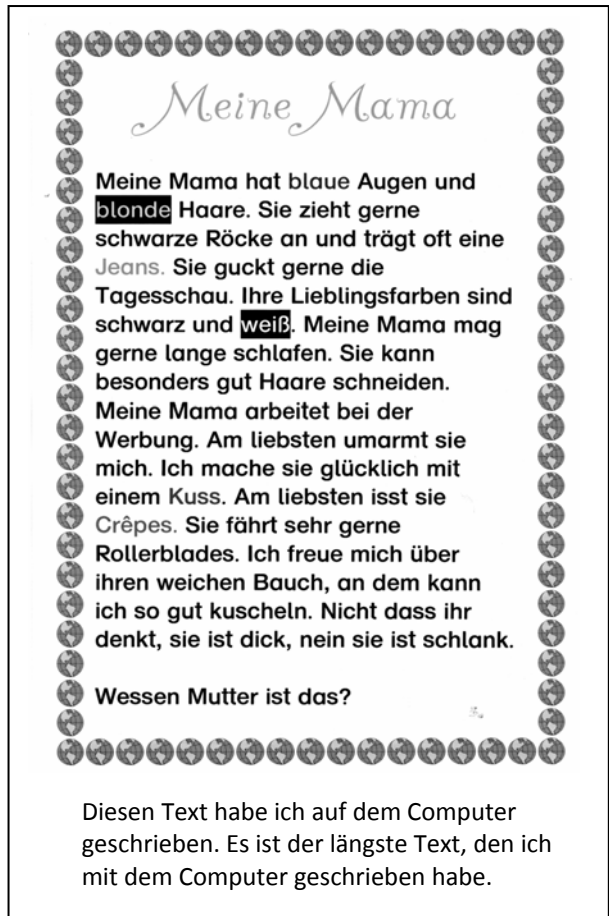 Meine Mama
Meine Mama hat blaue Augen und
blonde Haare. Sie zieht gerne
schwarze Röcke an und trägt oft eine
Jeans. Sie guckt gerne die
Tagesschau. Ihre Lieblingsfarben sind
schwarz und weiß. Meine Mama mag
gerne lange schlafen. Sie kann
besonders gut Haare schneiden.
Meine Mama arbeitet bei der
Werbung. Am liebsten umarmt sie
mich. Ich mache sie glücklich mit
einem Kuss. Am liebsten isst sie
Crêpes. Sie fährt sehr gerne
Rollerblades. Ich freue mich über
ihren weichen Bauch, an dem kann
ich so gut kuscheln. Nicht dass ihr
denkt, sie ist dick, nein sie ist schlank.
Wessen Mutter ist das?
Diesen Text habe ich auf dem Computer
geschrieben. Es ist der längste Text, den ich
mit dem Computer geschrieben habe.